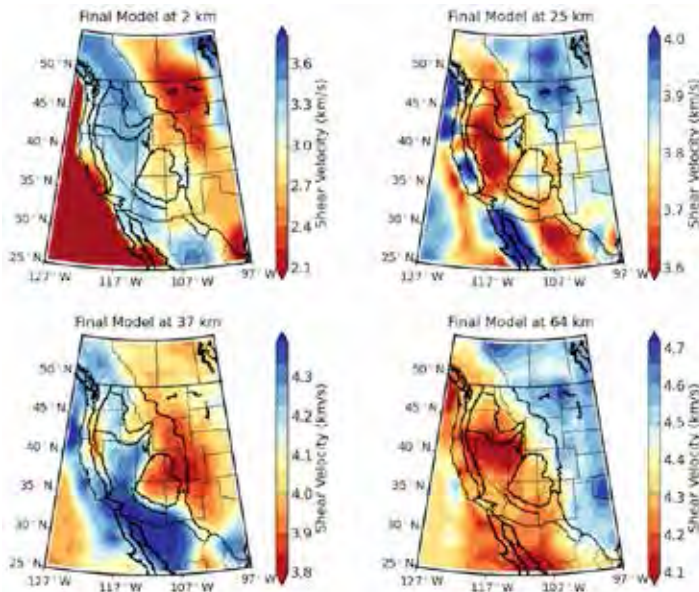 Final Model at 2 km
50° N
45° N
40° N
35° N
30° N
25° N
127° W
117° W
107° W
97° W
3.6
3.3
3.0
2.7
2.4
2.1
Shear Velocity (km/s)
Final Model at 25 km
50° N
45° N
40° N
35° N
30° N
25° N
127° W
117° W
107° W
97° W
4.0
3.9
3.8
3.7
3.6
Shear Velocity (km/s)
Final Model at 37 km
50° N
45° N
40° N
35° N
30° N
25° N
127° W
117° W
107° W
97° W
4.3
4.2
4.1
4.0
3.9
3.8
Shear Velocity (km/s)
Final Model at 64 km
50° N
45° N
40° N
35° N
30° N
25° N
127° W
117° W
107° W
97° W
4.7
4.6
4.5
4.4
4.3
4.2
4.1
Shear Velocity (km/s)